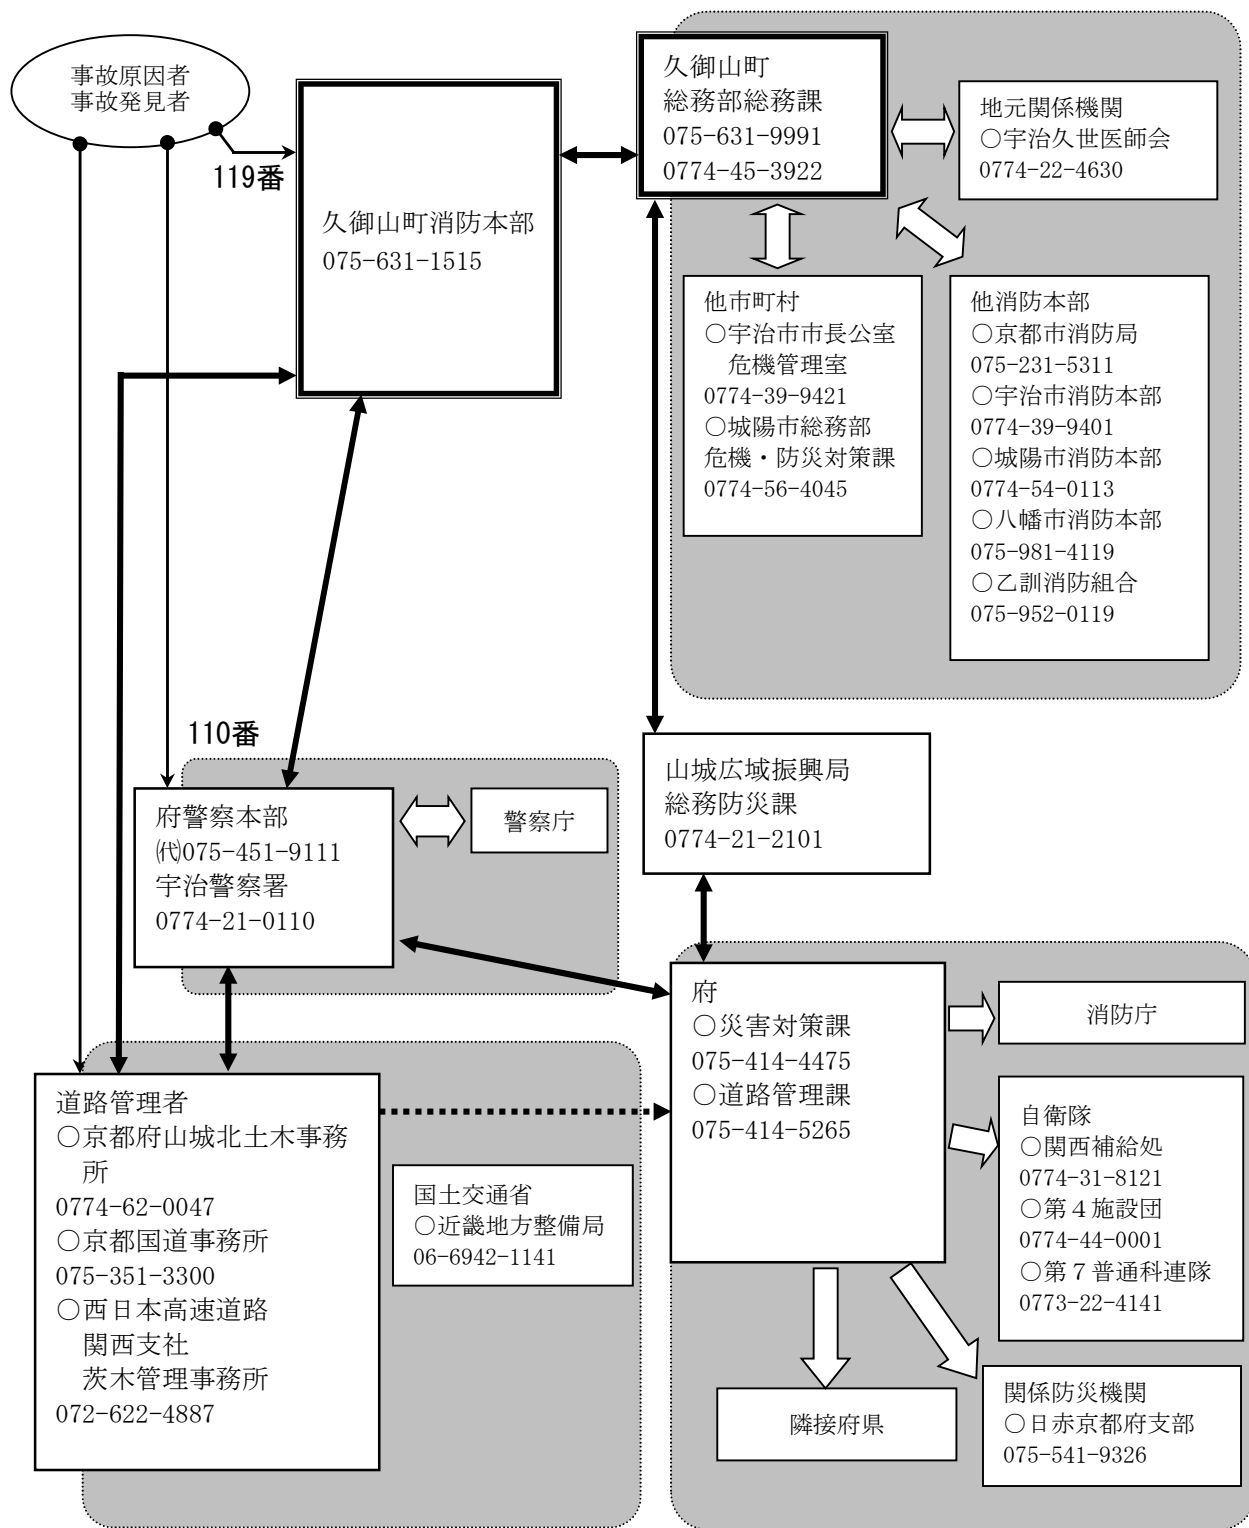 事故原因者
事故発見者
119番
久御山町消防本部
075-631-1515
久御山町
総務部総務課
075-631-9991
0774-45-3922
地元関係機関
○宇治久世医師会
0774-22-4630
他市町村
○宇治市市長公室
危機管理室
0774-39-9421
○城陽市総務部
危機・防災対策課
0774-56-4045
他消防本部
○京都市消防局
075-231-5311
○宇治市消防本部
0774-39-9401
○城陽市消防本部
0774-54-0113
○八幡市消防本部
075-981-4119
○乙訓消防組合
075-952-0119
110番
府警察本部
㈹075-451-9111
宇治警察署
0774-21-0110
警察庁
山城広域振興局
総務防災課
0774-21-2101
府
○災害対策課
075-414-4475
○道路管理課
075-414-5265
消防庁
自衛隊
○関西補給処
0774-31-8121
○第4施設団
0774-44-0001
○第7普通科連隊
0773-22-4141
道路管理者
○京都府山城北土木事務
所
0774-62-0047
○京都国道事務所
075-351-3300
○西日本高速道路
関西支社
茨木管理事務所
072-622-4887
国土交通省
○近畿地方整備局
06-6942-1141
隣接府県
関係防災機関
○日赤京都府支部
075-541-9326